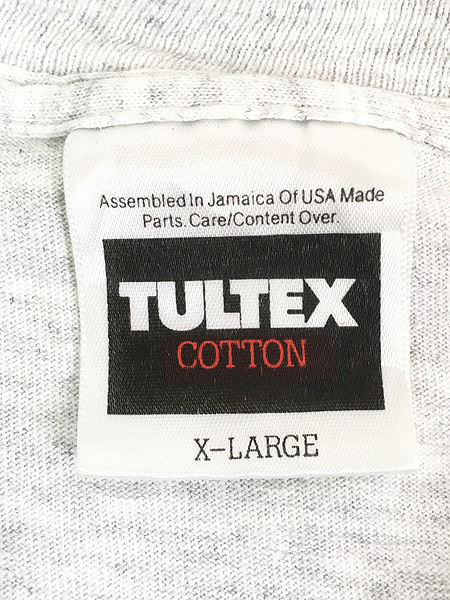 Assembled In Jamaica Of USA Made
Parts. Care/Content Over.
TULTEX
COTTON
X-LARGE